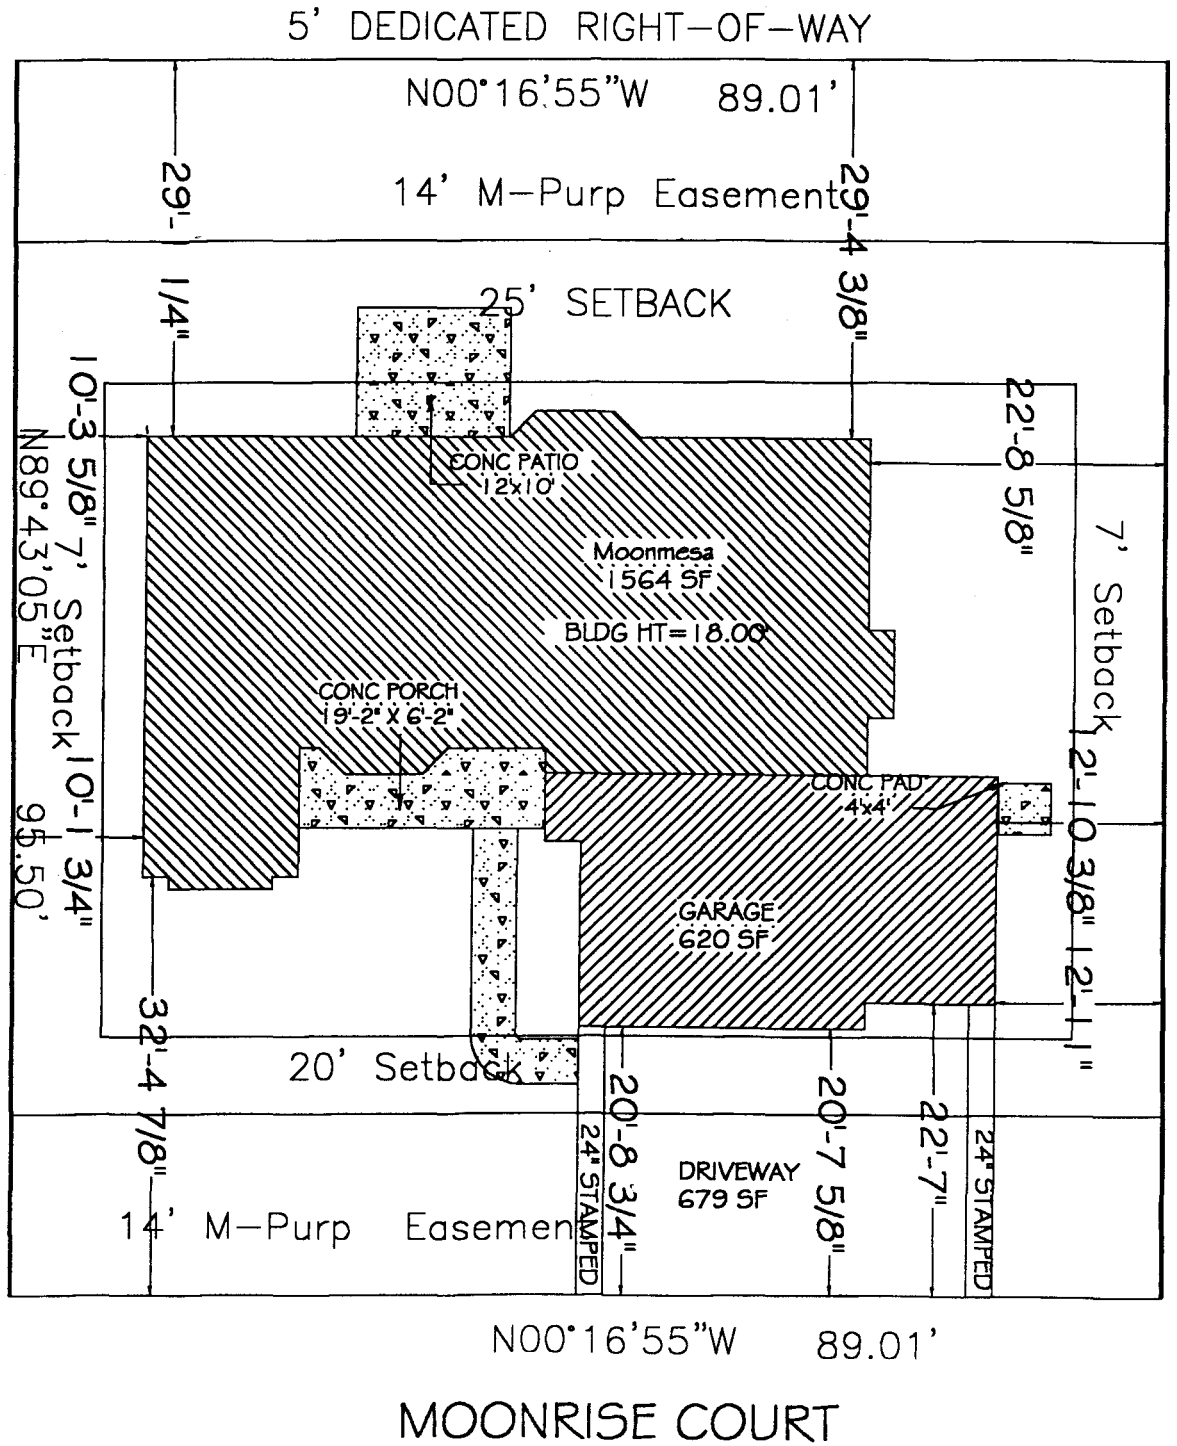 5' DEDICATED RIGHT-OF-WAY
N00°16'55"W 89.01'
29'-1 1/4"
14' M-Purp Easement
29'-4 3/8"
25' SETBACK
10'-3 5/8"
22'-8 5/8"
N89°43'05"E 95.50'
7' Setback
CONC PATIO
12'x10'
Moonmesa
1564 SF
BLDG HT=18.00'
7' Setback
CONC PORCH
19'-2" X 6'-2"
10'-1 3/4"
CONC PAD
4'x4'
12'-10 3/8"
GARAGE
620 SF
12'-11"
32'-4 7/8"
20' Setback
20'-8 3/4"
20'-7 5/8"
22'-7"
24" STAMPED
DRIVEWAY
679 SF
24" STAMPED
14' M-Purp Easement
N00°16'55"W 89.01'
MOONRISE COURT